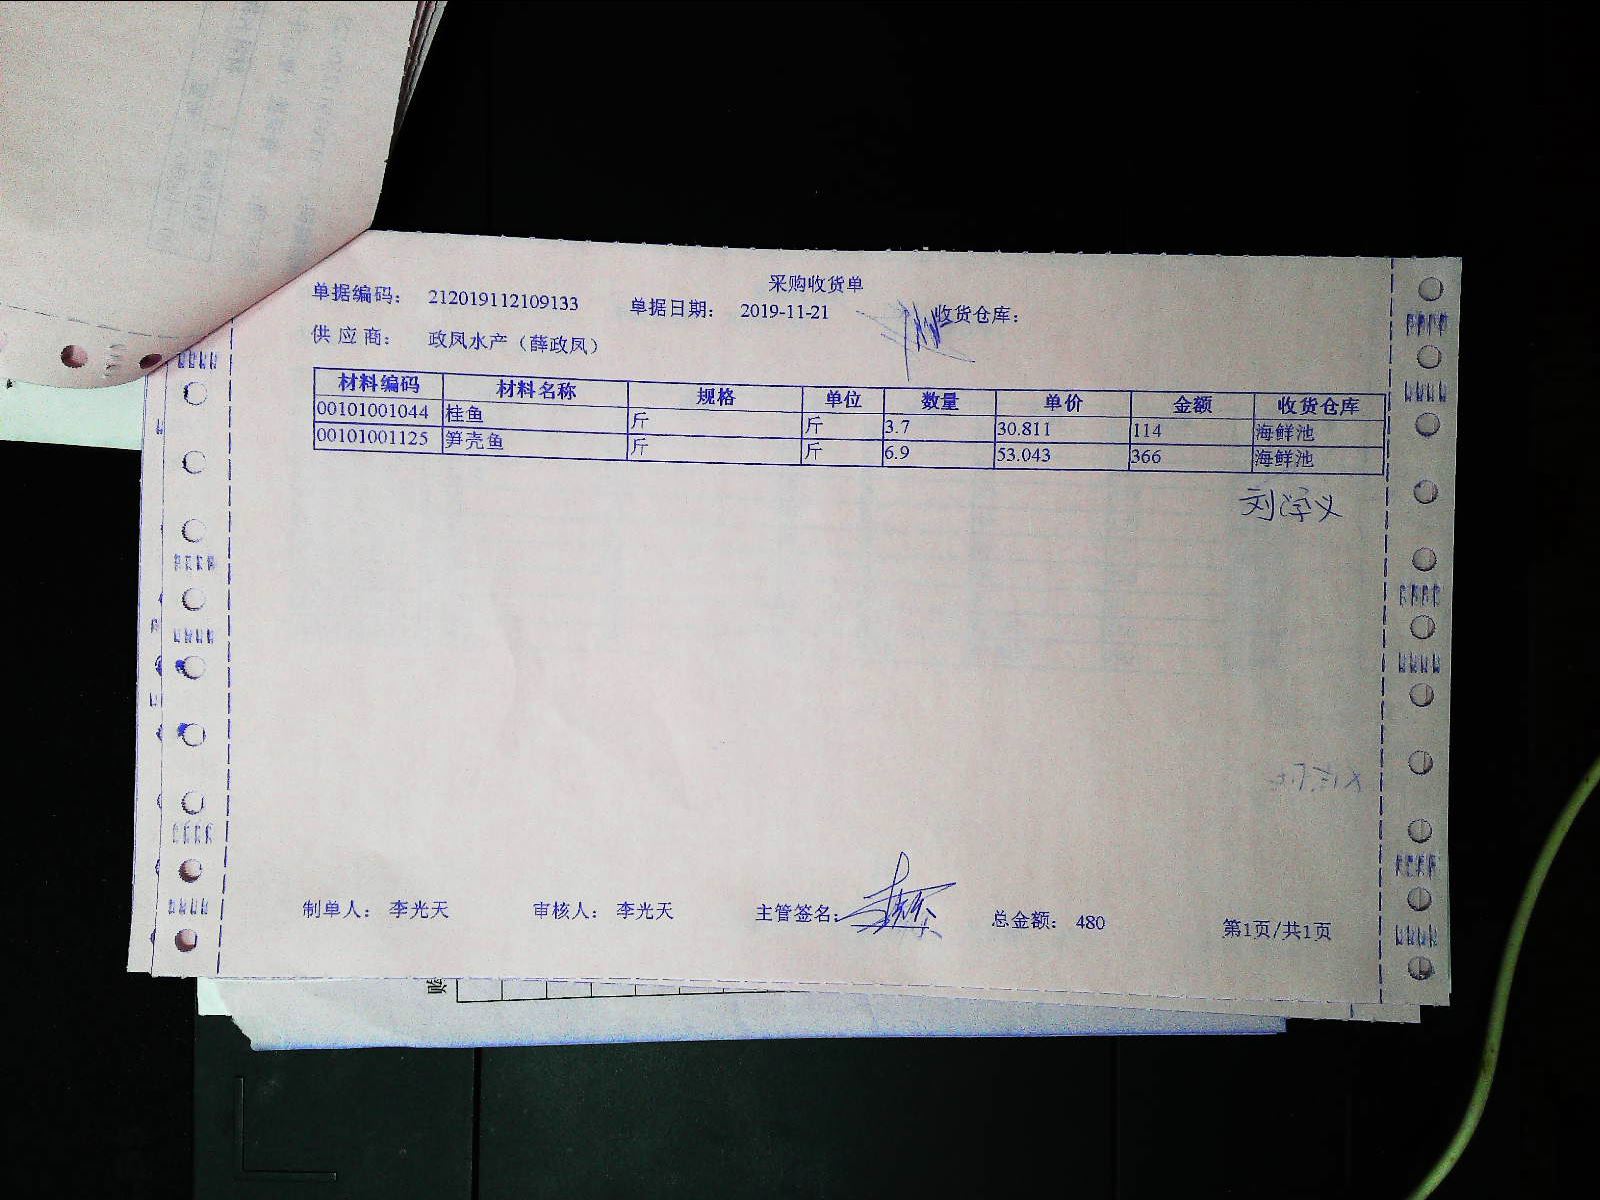 采购收货单
单据编码： 212019112109133 单据日期： 2019-11-21 收货仓库：
供 应 商： 政凤水产（薛政凤）
材料编码 材料名称 规格 单位 数量 单价 金额 收货仓库
00101001044 桂鱼 斤 斤 3.7 30.811 114 海鲜池
00101001125 笋壳鱼 斤 斤 6.9 53.043 366 海鲜池
制单人： 李光天 审核人： 李光天 主管签名： 总金额： 480 第1页/共1页